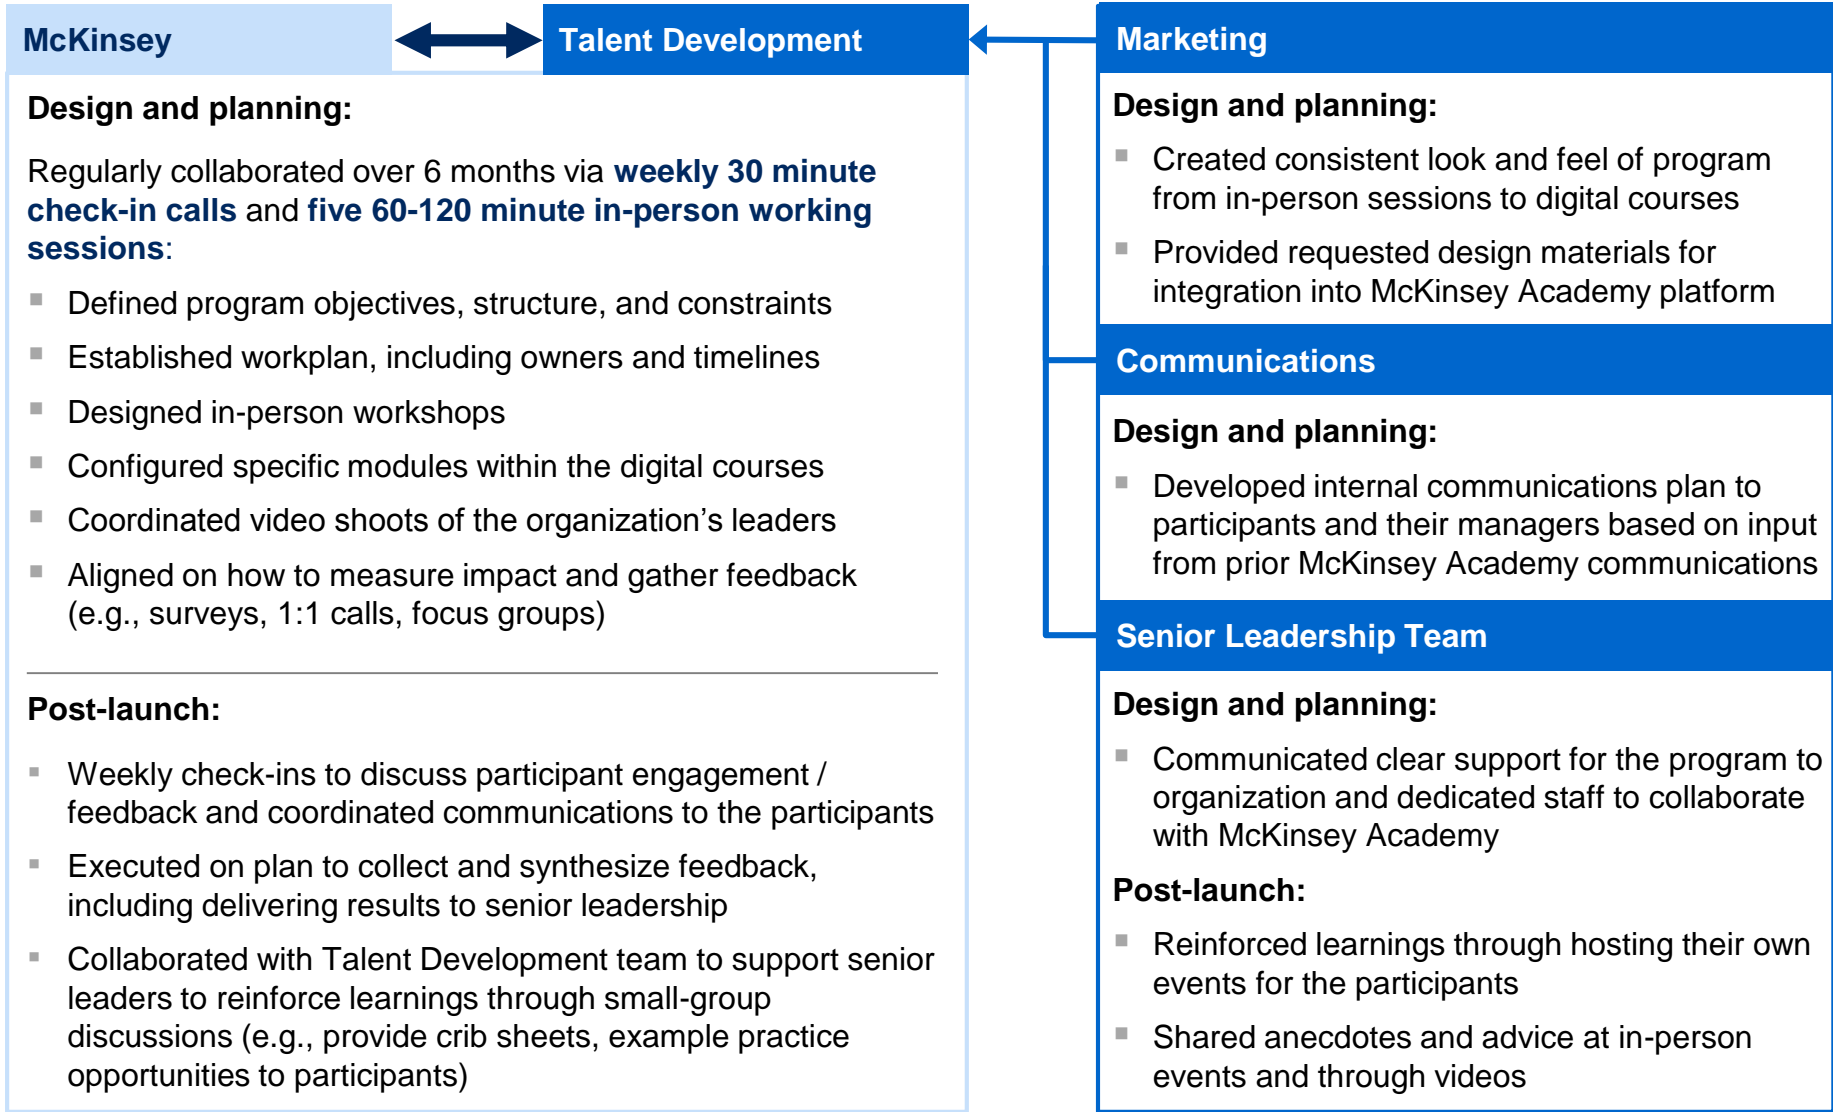 McKinsey
Talent Development
Design and planning:
Regularly collaborated over 6 months via weekly 30 minute
check-in calls and five 60-120 minute in-person working
sessions:
Defined program objectives, structure, and constraints
Established workplan, including owners and timelines
Designed in-person workshops
Configured specific modules within the digital courses
Coordinated video shoots of the organization's leaders
Aligned on how to measure impact and gather feedback
(e.g., surveys, 1:1 calls, focus groups)
Post-launch:
Weekly check-ins to discuss participant engagement /
feedback and coordinated communications to the participants
Executed on plan to collect and synthesize feedback,
including delivering results to senior leadership
Collaborated with Talent Development team to support senior
leaders to reinforce learnings through small-group
discussions (e.g., provide crib sheets, example practice
opportunities to participants)
Marketing
Design and planning:
Created consistent look and feel of program
from in-person sessions to digital courses
Provided requested design materials for
integration into McKinsey Academy platform
Communications
Design and planning:
Developed internal communications plan to
participants and their managers based on input
from prior McKinsey Academy communications
Senior Leadership Team
Design and planning:
Communicated clear support for the program to
organization and dedicated staff to collaborate
with McKinsey Academy
Post-launch:
Reinforced learnings through hosting their own
events for the participants
Shared anecdotes and advice at in-person
events and through videos